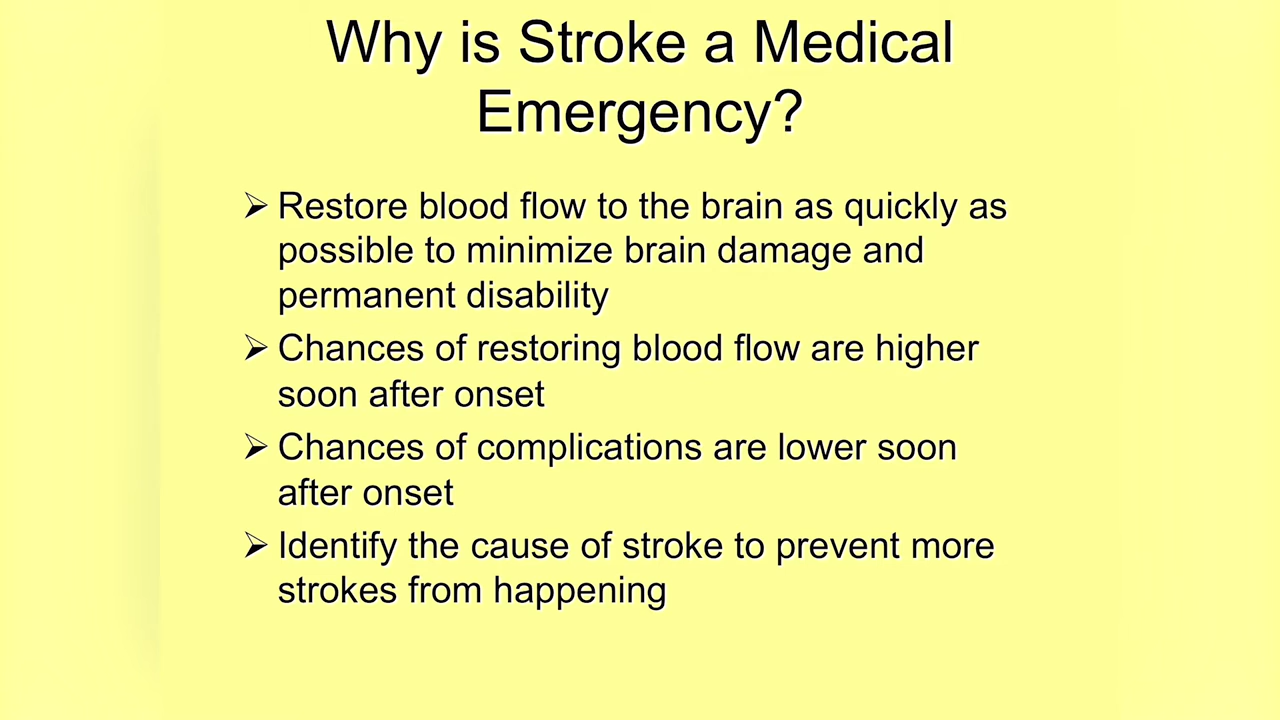 Why is Stroke a Medical
Emergency?
➢ Restore blood flow to the brain as quickly as
possible to minimize brain damage and
permanent disability
➢ Chances of restoring blood flow are higher
soon after onset
➢ Chances of complications are lower soon
after onset
➢ Identify the cause of stroke to prevent more
strokes from happening